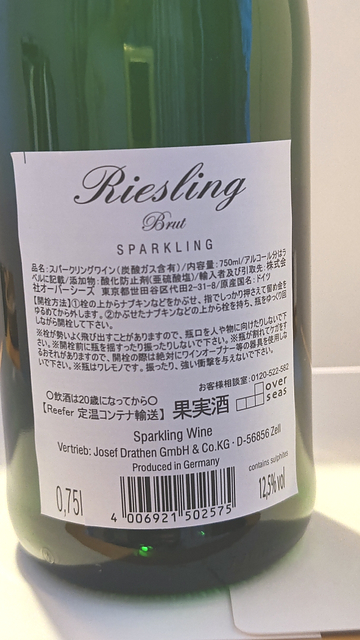 Riesling
Brut
SPARKLING
品名:スパークリングワイン(炭酸ガス含有)/内容量:750ml/アルコール分はラ
ベルに記載/添加物:酸化防止剤(亜硫酸塩)/輸入者及び引取先:株式会
社オーバーシーズ 東京都世田谷区代田2-31-8/原産国名:ドイツ
【開栓方法】①栓の上からナプキンなどをかぶせ、指でしっかり押さえて留め金を
ゆるめてから外します。②かぶせたナプキンなどの上から栓を持ち、瓶をゆっくり回
しながら開栓して下さい。
※栓が勢いよく飛び出すことがありますので、瓶口を人や物に向けたりしないで下
さい。※開栓前に瓶を揺すったり振ったりしないで下さい。※瓶が割れてケガをす
るおそれがありますので、開栓の際は絶対にワインオープナー等の器具を使用しな
いで下さい。※瓶はワレモノです。振ったり、強い衝撃を与えないで下さい。
お客様相談室:0120-522-582
○飲酒は20歳になってから○
【Reefer 定温コンテナ輸送】 果実酒 over
seas
Sparkling Wine
Vertrieb: Josef Drathen GmbH & Co.KG · D-56856 Zell
Produced in Germany
contains sulphites
0,75l 12,5% vol
4 006921 502575